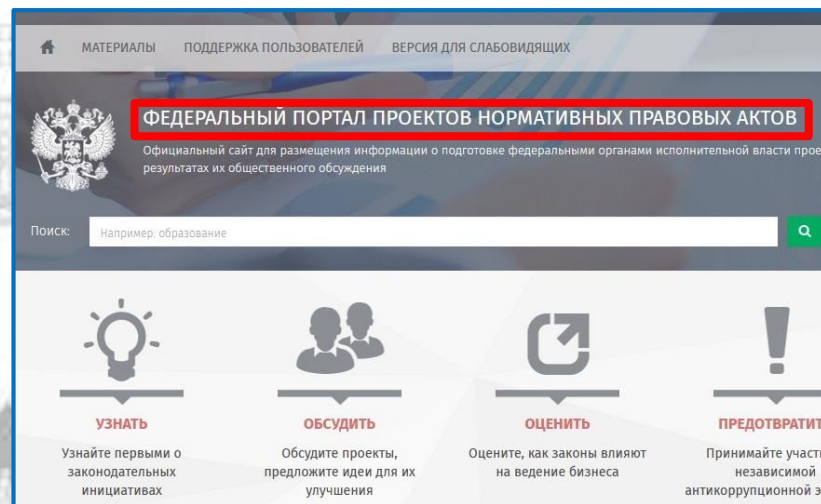 МАТЕРИАЛЫ ПОДДЕРЖКА ПОЛЬЗОВАТЕЛЕЙ ВЕРСИЯ ДЛЯ СЛАБОВИДЯЩИХ
ФЕДЕРАЛЬНЫЙ ПОРТАЛ ПРОЕКТОВ НОРМАТИВНЫХ ПРАВОВЫХ АКТОВ
Официальный сайт для размещения информации о подготовке федеральными органами исполнительной власти прое
результатах их общественного обсуждения
Поиск: Например: образование
УЗНАТЬ ОБСУДИТЬ ОЦЕНИТЬ ПРЕДОТВРАТИТ
Узнайте первыми о законодательных инициативах
Обсудите проекты, предложите идеи для их улучшения
Оцените, как законы влияют на ведение бизнеса
Принимайте участ независимой антикоррупционной э